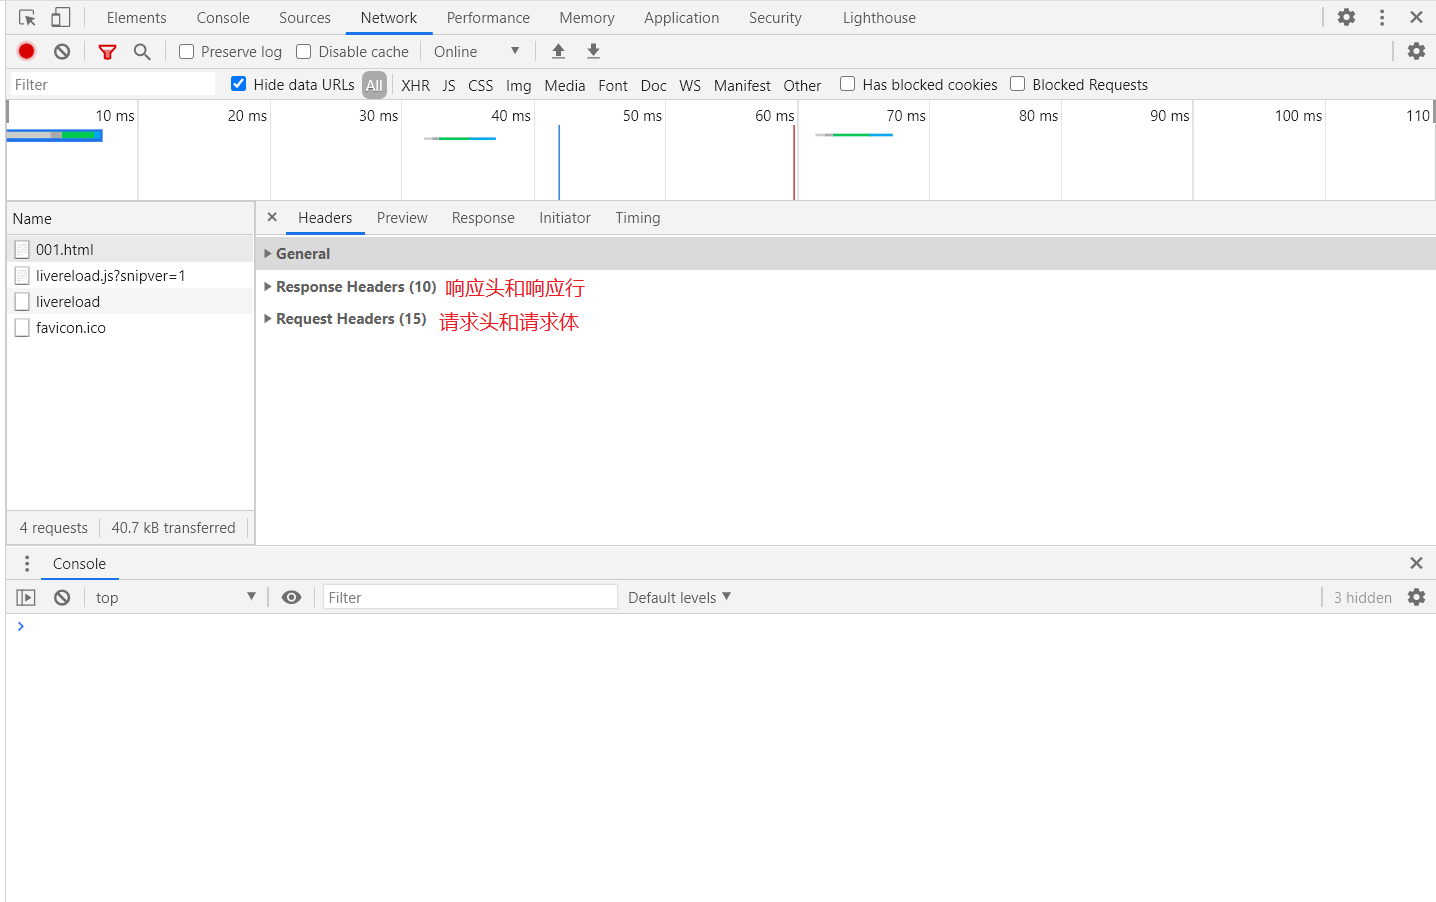 Elements Console Sources Network Performance Memory Application Security Lighthouse
Preserve log Disable cache Online
Filter Hide data URLs All XHR JS CSS Img Media Font Doc WS Manifest Other Has blocked cookies Blocked Requests
10 ms 20 ms 30 ms 40 ms 50 ms 60 ms 70 ms 80 ms 90 ms 100 ms 110
Name
001.html
livereload.js?snipver=1
livereload
favicon.ico
4 requests 40.7 kB transferred
Headers Preview Response Initiator Timing
General
Response Headers (10) 响应头和响应行
Request Headers (15) 请求头和请求体
Console
top Filter Default levels 3 hidden